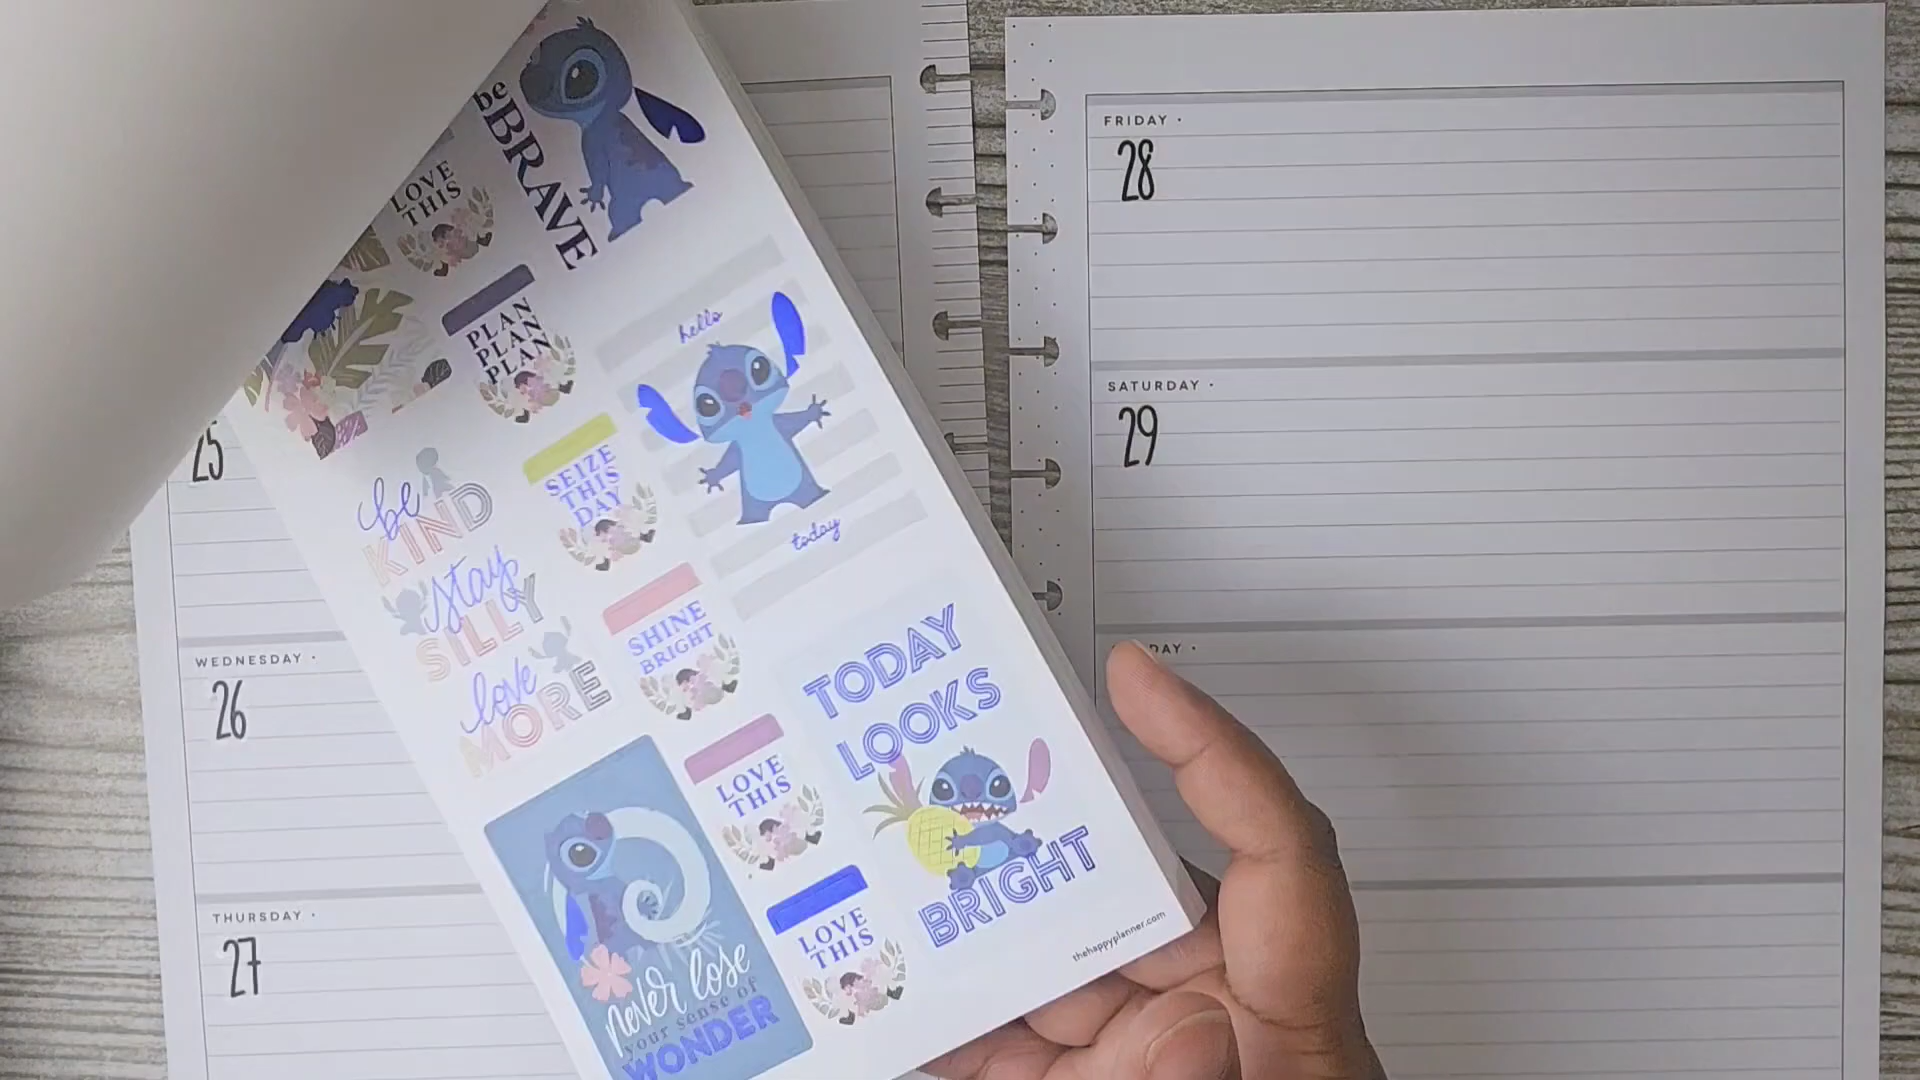 be
BRAVE
LOVE
THIS
PLAN
PLAN
PLAN
hello
today
SEIZE
THIS
DAY
be
KIND
stay
SILLY
love
MORE
SHINE
BRIGHT
LOVE
THIS
TODAY
LOOKS
BRIGHT
LOVE
THIS
never lose
your sense of
WONDER
thehappyplanner.com
25
WEDNESDAY ·
26
THURSDAY ·
27
FRIDAY ·
28
SATURDAY ·
29